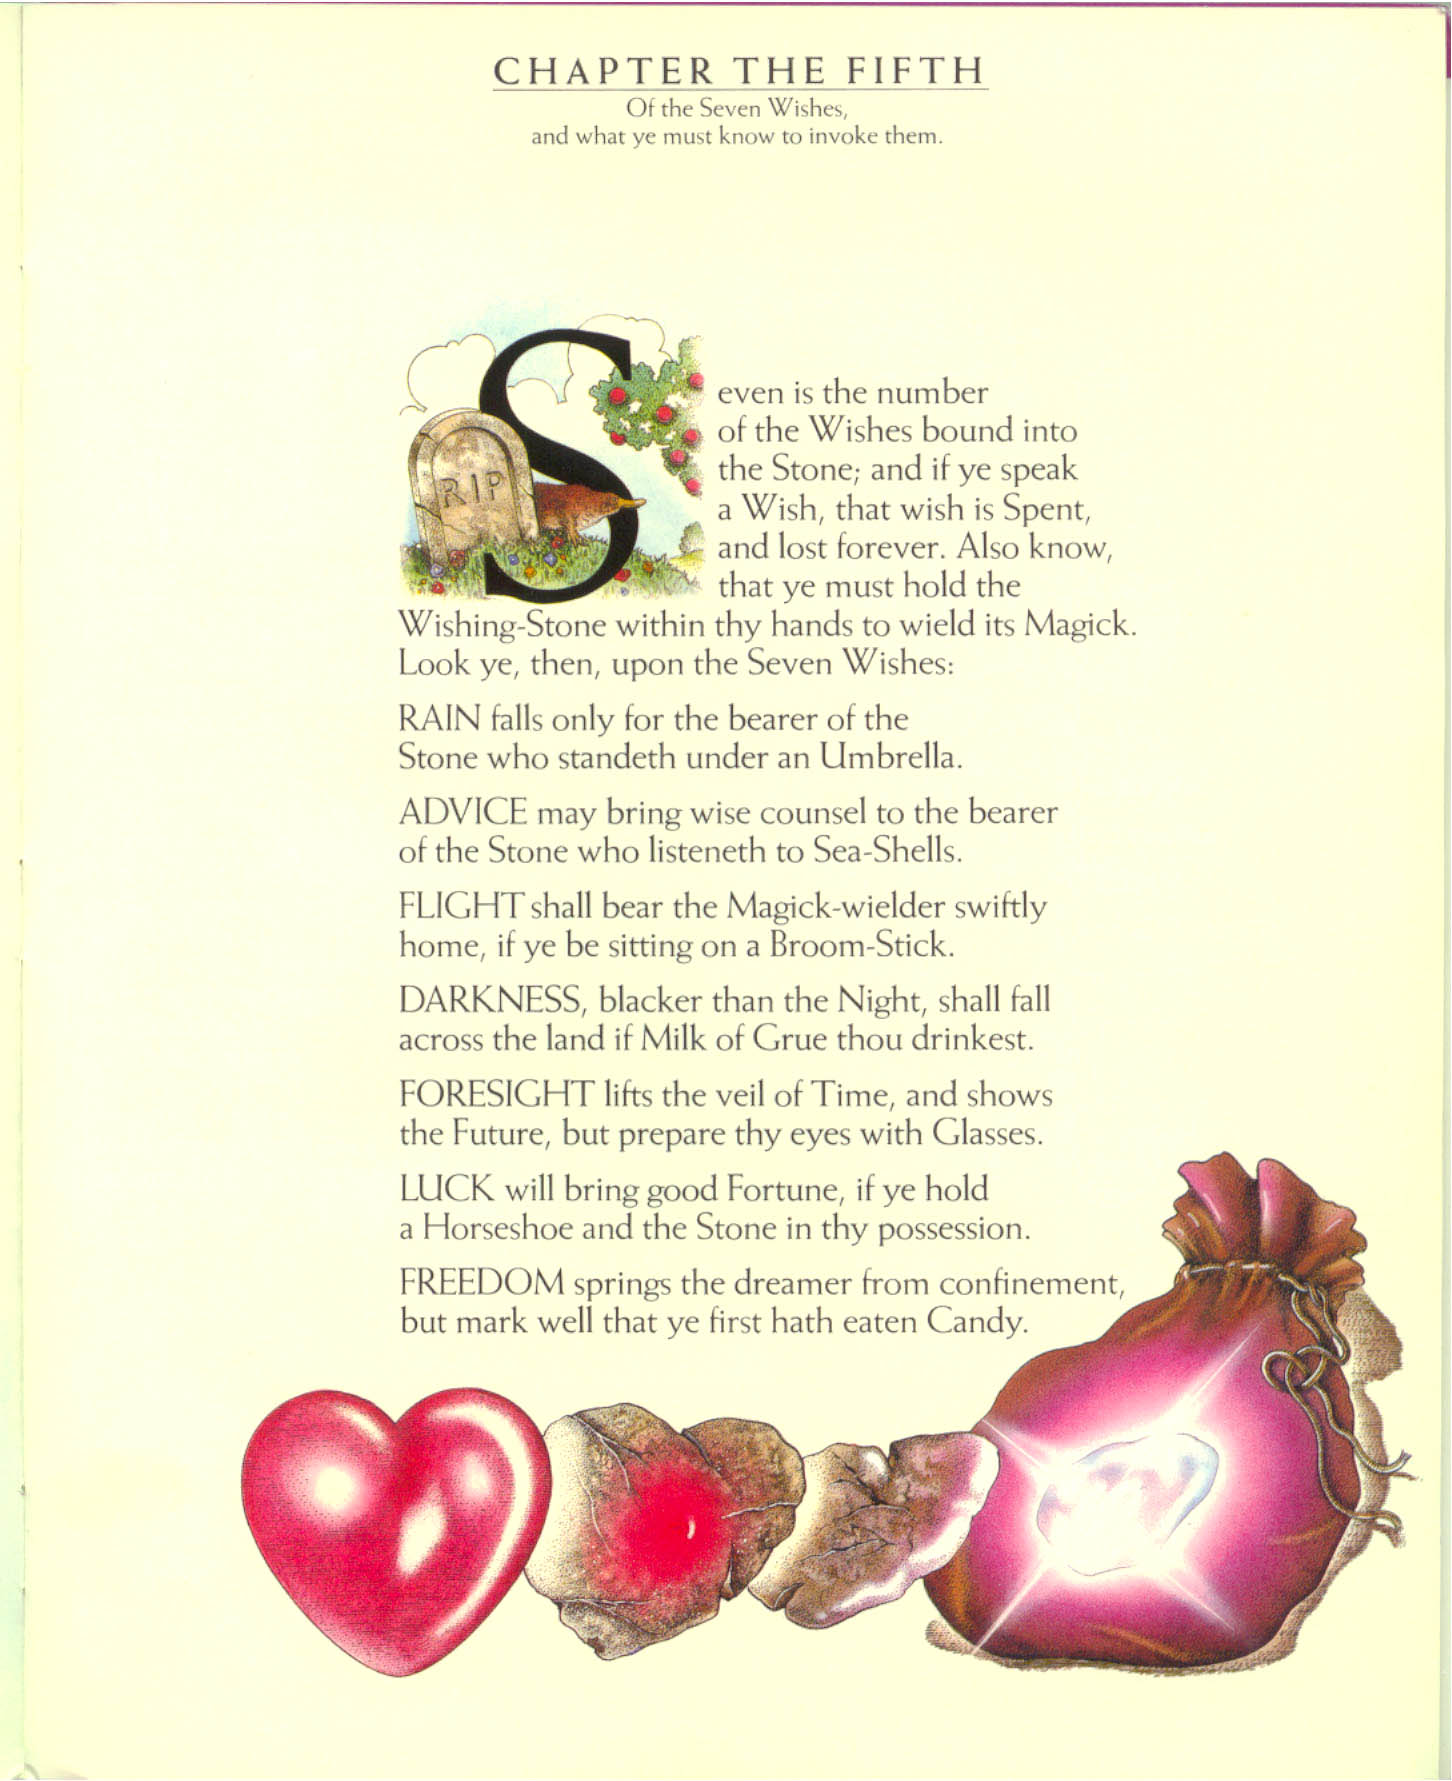 CHAPTER THE FIFTH
Of the Seven Wishes,
and what ye must know to invoke them.
RIP
Seven is the number
of the Wishes bound into
the Stone; and if ye speak
a Wish, that wish is Spent,
and lost forever. Also know,
that ye must hold the
Wishing-Stone within thy hands to wield its Magick.
Look ye, then, upon the Seven Wishes:
RAIN falls only for the bearer of the
Stone who standeth under an Umbrella.
ADVICE may bring wise counsel to the bearer
of the Stone who listeneth to Sea-Shells.
FLIGHT shall bear the Magick-wielder swiftly
home, if ye be sitting on a Broom-Stick.
DARKNESS, blacker than the Night, shall fall
across the land if Milk of Grue thou drinkest.
FORESIGHT lifts the veil of Time, and shows
the Future, but prepare thy eyes with Glasses.
LUCK will bring good Fortune, if ye hold
a Horseshoe and the Stone in thy possession.
FREEDOM springs the dreamer from confinement,
but mark well that ye first hath eaten Candy.